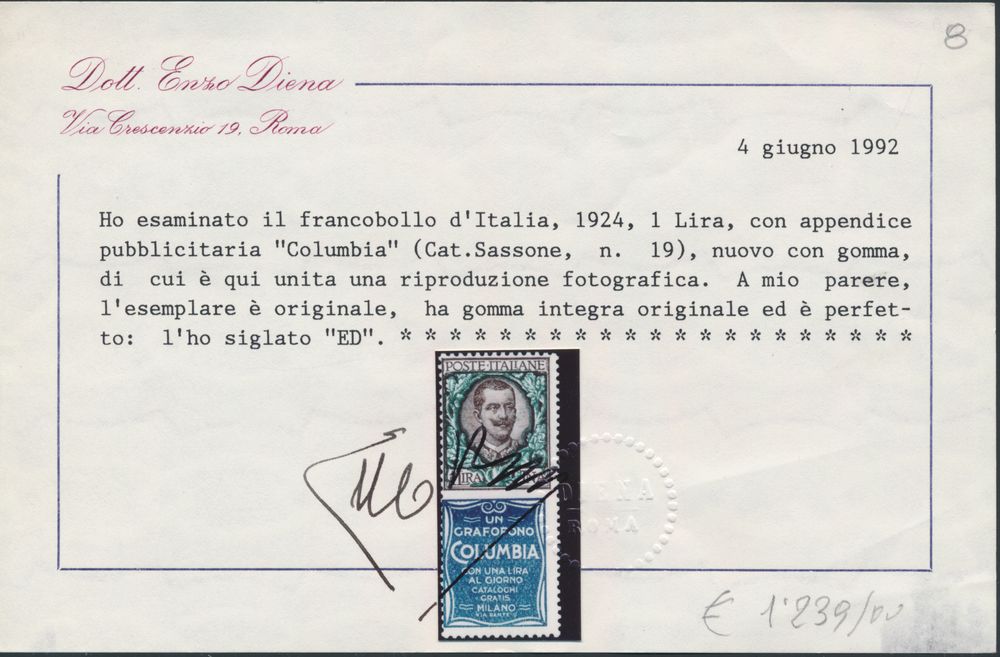 8
Dott. Enzo Diena
Via Crescenzio 19, Roma
4 giugno 1992
Ho esaminato il francobollo d'Italia, 1924, 1 Lira, con appendice
pubblicitaria "Columbia" (Cat.Sassone, n. 19), nuovo con gomma,
di cui è qui unita una riproduzione fotografica. A mio parere,
l'esemplare è originale, ha gomma integra originale ed è perfet-
to: l'ho siglato "ED". * * * * * * * * * * * * * * * * * * * * *
POSTE·ITALIANE
LIRA
UN
GRAFOFONO
COLUMBIA
CON UNA LIRA
AL GIORNO
CATALOGHI
GRATIS
MILANO
VIA DANTE
€ 1'239/00